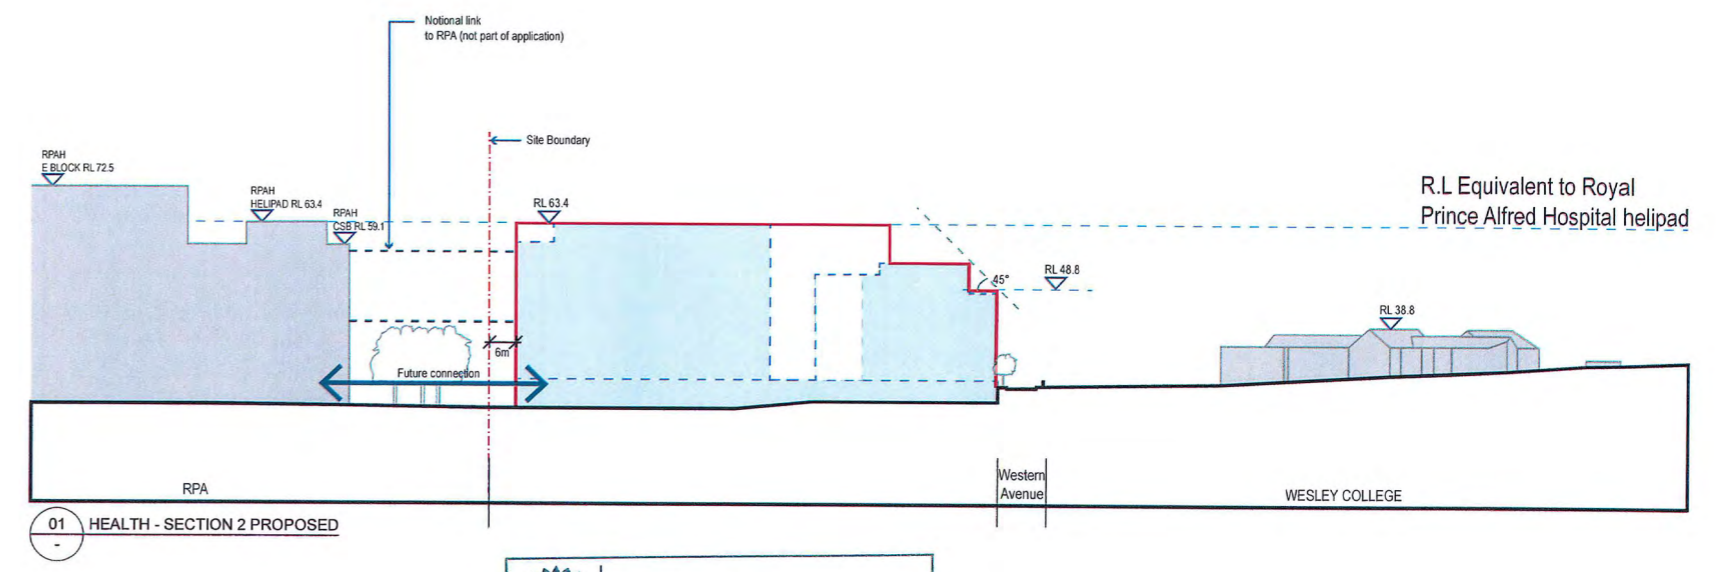 Notional link
to RPA (not part of application)
Site Boundary
RPAH
E BLOCK RL 72.5
RPAH
HELIPAD RL 63.4
RPAH
CSB RL 59.1
RL 63.4
R.L Equivalent to Royal
Prince Alfred Hospital helipad
45°
RL 48.8
RL 38.8
6m
Future connection
RPA
Western
Avenue
WESLEY COLLEGE
01
-
HEALTH - SECTION 2 PROPOSED